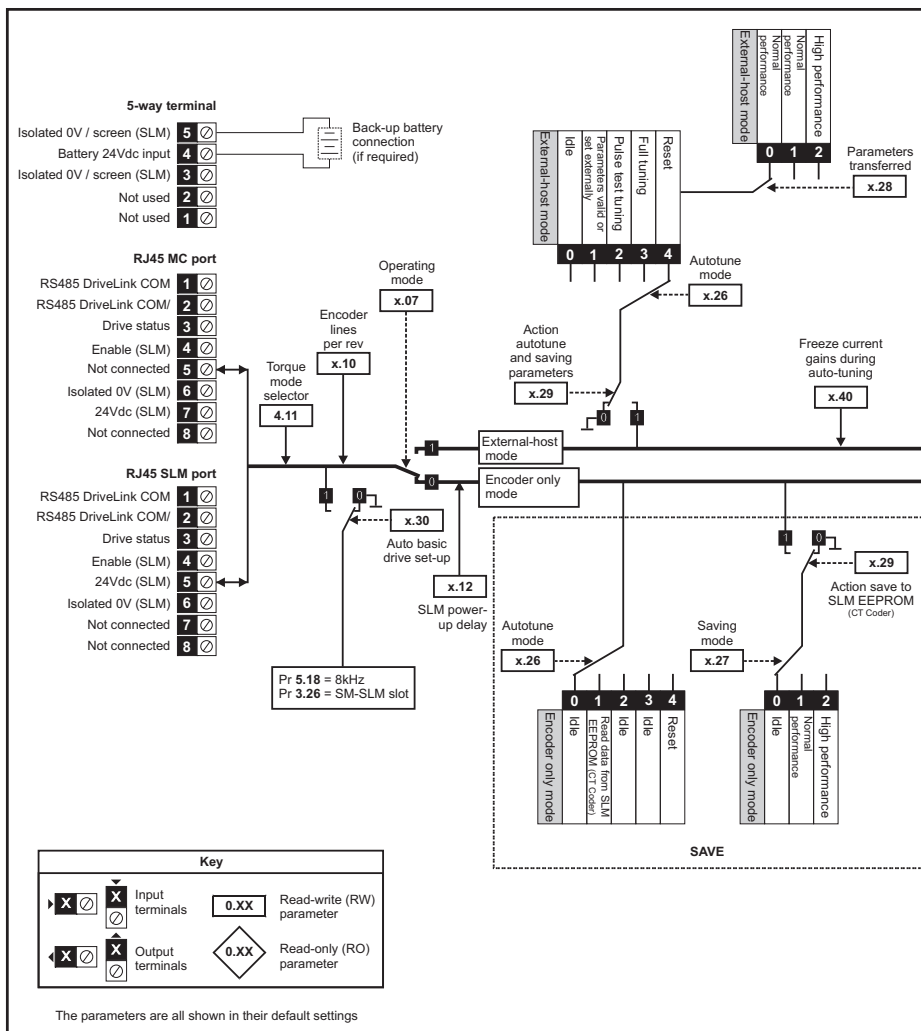 5-way terminal
Isolated 0V / screen (SLM) 5
Battery 24Vdc input 4
Isolated 0V / screen (SLM) 3
Not used 2
Not used 1
Back-up battery
connection
(if required)
RJ45 MC port
RS485 DriveLink COM 1
RS485 DriveLink COM/ 2
Drive status 3
Enable (SLM) 4
Not connected 5
Isolated 0V (SLM) 6
24Vdc (SLM) 7
Not connected 8
RJ45 SLM port
RS485 DriveLink COM 1
RS485 DriveLink COM/ 2
Drive status 3
Enable (SLM) 4
24Vdc (SLM) 5
Isolated 0V (SLM) 6
Not connected 7
Not connected 8
Torque
mode
selector
4.11
Encoder
lines
per rev
x.10
Operating
mode
x.07
1
0
External-host
mode
Encoder only
mode
1 0
x.30
Auto basic
drive set-up
Pr 5.18 = 8kHz
Pr 3.26 = SM-SLM slot
x.12
SLM power-
up delay
External-host mode
Idle
Parameters valid or
set externally
Pulse test tuning
Full tuning
Reset
0 1 2 3 4
External-host mode
Normal
performance
Normal
performance
High performance
0 1 2
Parameters
transferred
x.28
Autotune
mode
x.26
Action
autotune
and saving
parameters
x.29
0 1
Freeze current
gains during
auto-tuning
x.40
Autotune
mode
x.26
0 1 2 3 4
Encoder only mode
Idle
Read data from SLM
EEPROM (CT Coder)
Idle
Idle
Reset
1 0
x.29
Action save to
SLM EEPROM
(CT Coder)
Saving
mode
x.27
0 1 2
Encoder only mode
Idle
Normal
performance
High performance
SAVE
Key
X X Input
terminals
0.XX Read-write (RW)
parameter
X X Output
terminals
0.XX Read-only (RO)
parameter
The parameters are all shown in their default settings